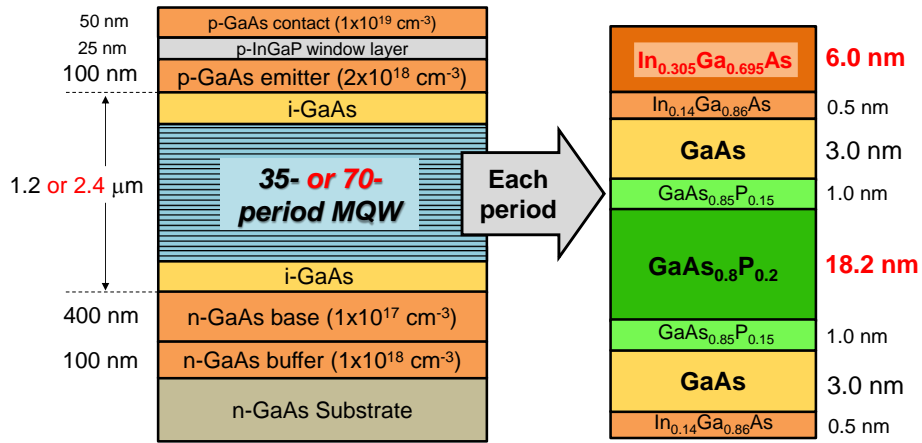 50 nm
p-GaAs contact (1x10¹⁹ cm⁻³)
25 nm
p-InGaP window layer
100 nm
p-GaAs emitter (2x10¹⁸ cm⁻³)
i-GaAs
1.2 or 2.4 μm
35- or 70-
period MQW
i-GaAs
400 nm
n-GaAs base (1x10¹⁷ cm⁻³)
100 nm
n-GaAs buffer (1x10¹⁸ cm⁻³)
n-GaAs Substrate
Each
period
In₀.₃₀₅Ga₀.₆₉₅As
6.0 nm
In₀.₁₄Ga₀.₈₆As
0.5 nm
GaAs
3.0 nm
GaAs₀.₈₅P₀.₁₅
1.0 nm
GaAs₀.₈P₀.₂
18.2 nm
GaAs₀.₈₅P₀.₁₅
1.0 nm
GaAs
3.0 nm
In₀.₁₄Ga₀.₈₆As
0.5 nm